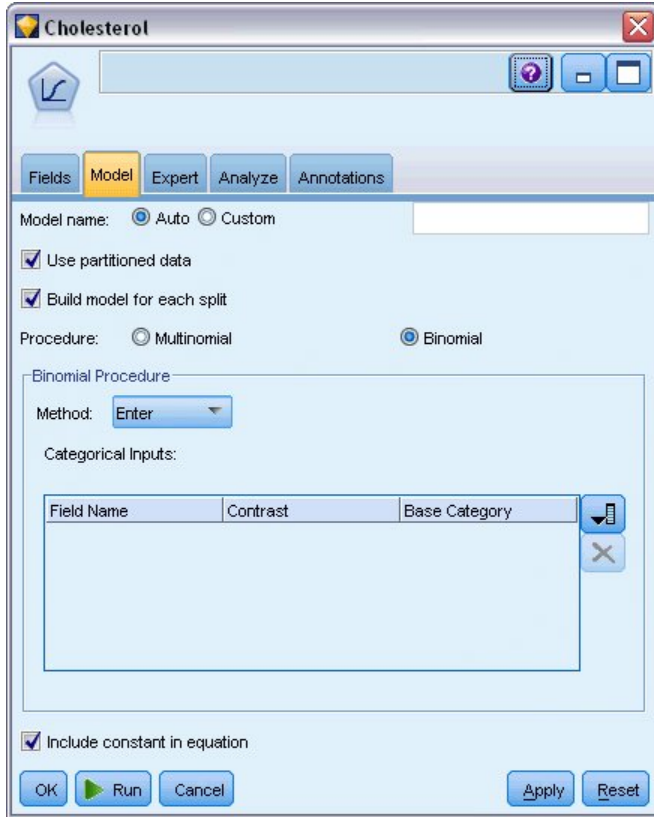 Cholesterol
Fields Model Expert Analyze Annotations
Model name: Auto Custom
Use partitioned data
Build model for each split
Procedure: Multinomial Binomial
Binomial Procedure
Method: Enter
Categorical Inputs:
Field Name Contrast Base Category
Include constant in equation
OK Run Cancel Apply Reset